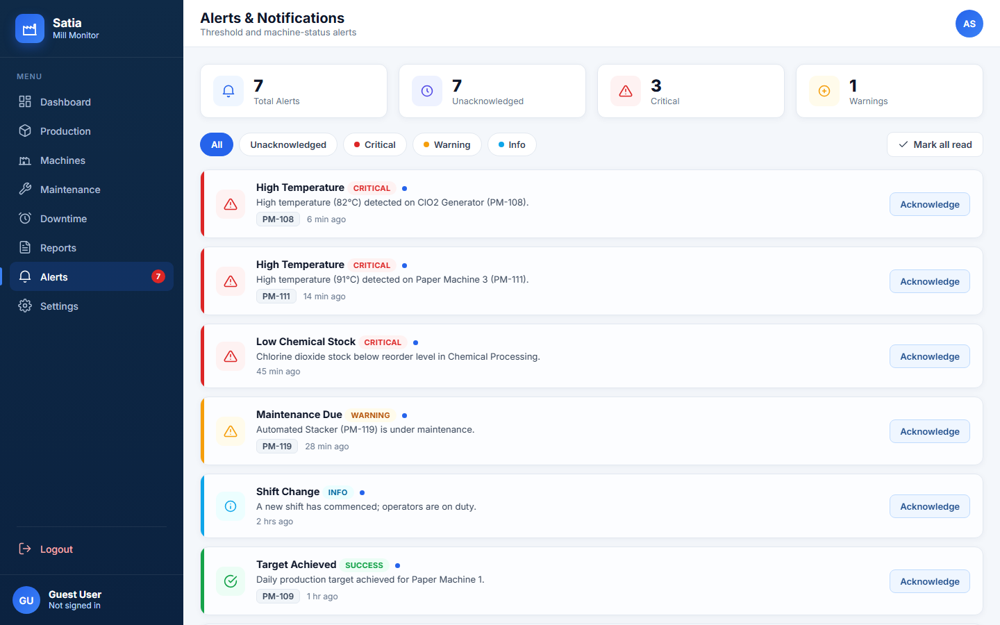 Satia
Mill Monitor
MENU
Dashboard
Production
Machines
Maintenance
Downtime
Reports
Alerts 7
Settings
Logout
GU
Guest User
Not signed in
Alerts & Notifications
Threshold and machine-status alerts
AS
7
Total Alerts
7
Unacknowledged
3
Critical
1
Warnings
All
Unacknowledged
Critical
Warning
Info
Mark all read
High Temperature CRITICAL
High temperature (82°C) detected on ClO2 Generator (PM-108).
PM-108 6 min ago
Acknowledge
High Temperature CRITICAL
High temperature (91°C) detected on Paper Machine 3 (PM-111).
PM-111 14 min ago
Acknowledge
Low Chemical Stock CRITICAL
Chlorine dioxide stock below reorder level in Chemical Processing.
45 min ago
Acknowledge
Maintenance Due WARNING
Automated Stacker (PM-119) is under maintenance.
PM-119 28 min ago
Acknowledge
Shift Change INFO
A new shift has commenced; operators are on duty.
2 hrs ago
Acknowledge
Target Achieved SUCCESS
Daily production target achieved for Paper Machine 1.
PM-109 1 hr ago
Acknowledge